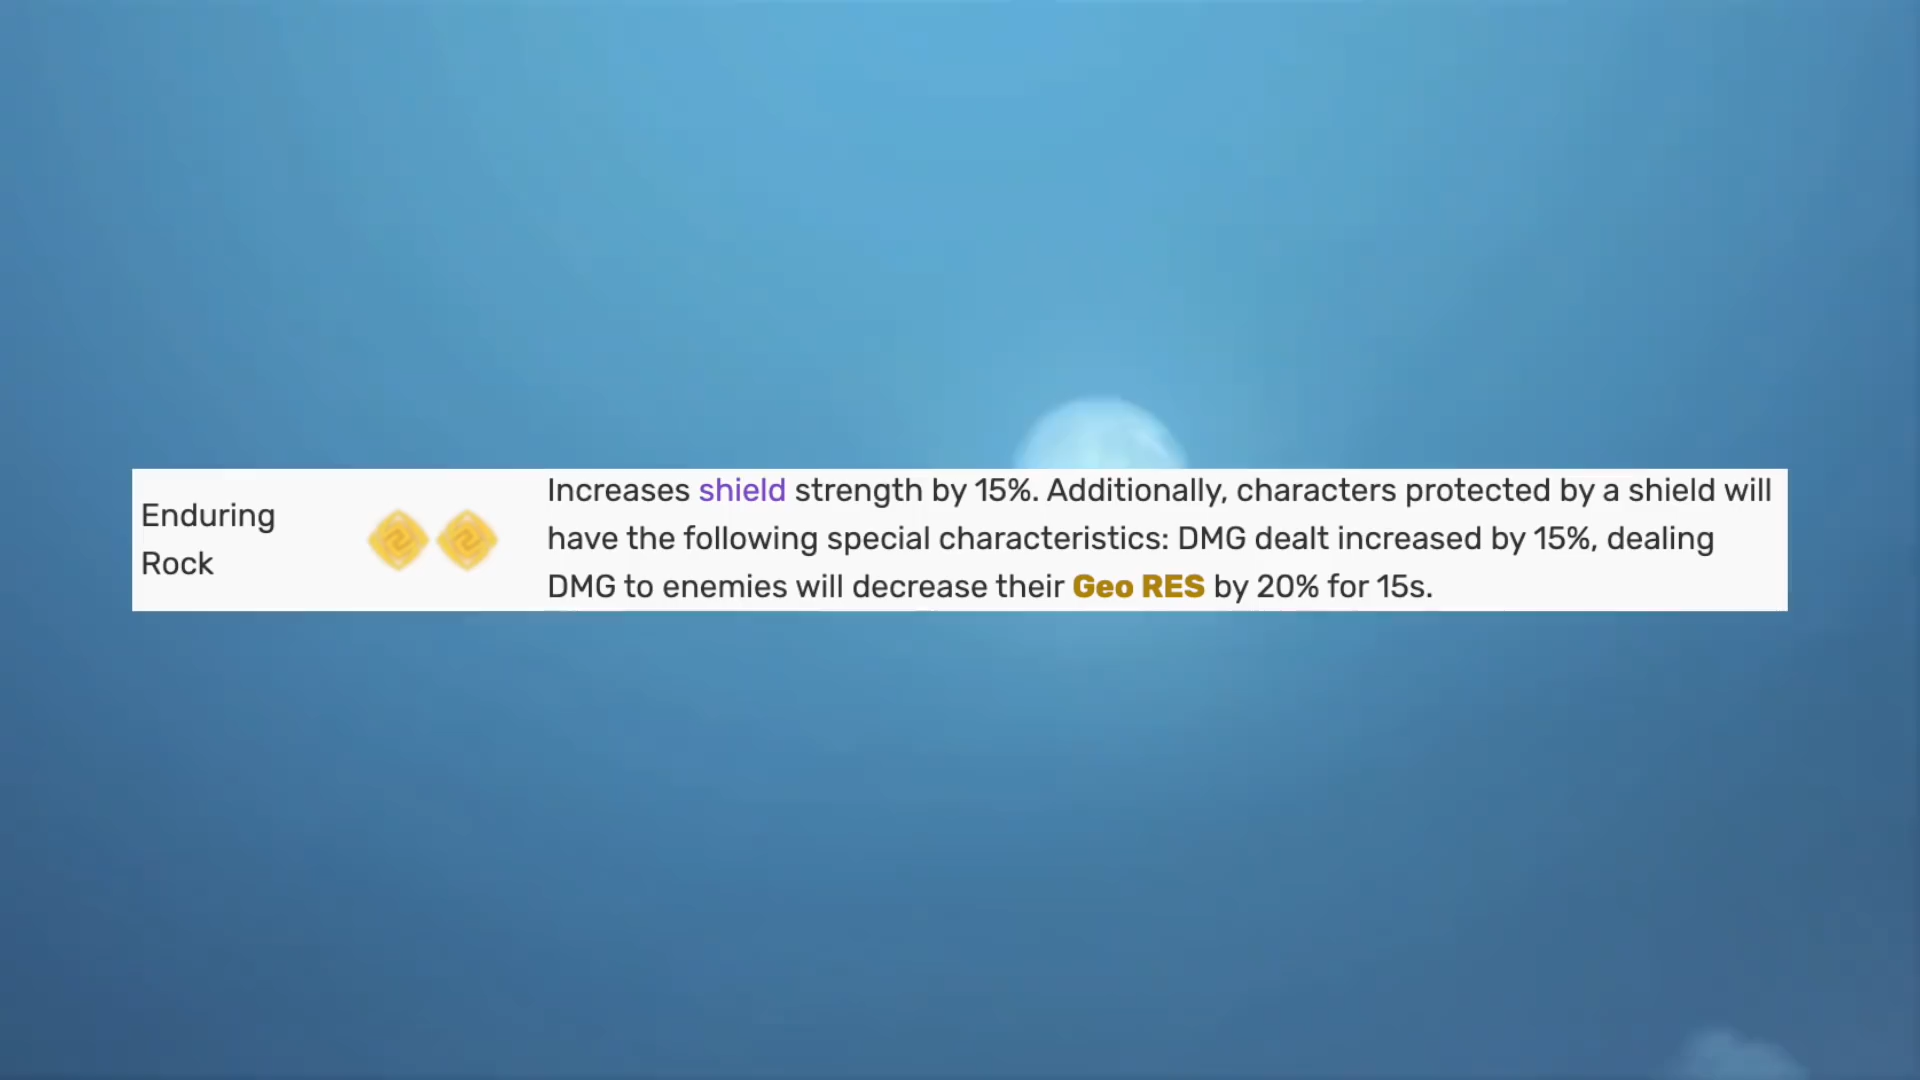 Enduring
Rock
Increases shield strength by 15%. Additionally, characters protected by a shield will
have the following special characteristics: DMG dealt increased by 15%, dealing
DMG to enemies will decrease their Geo RES by 20% for 15s.